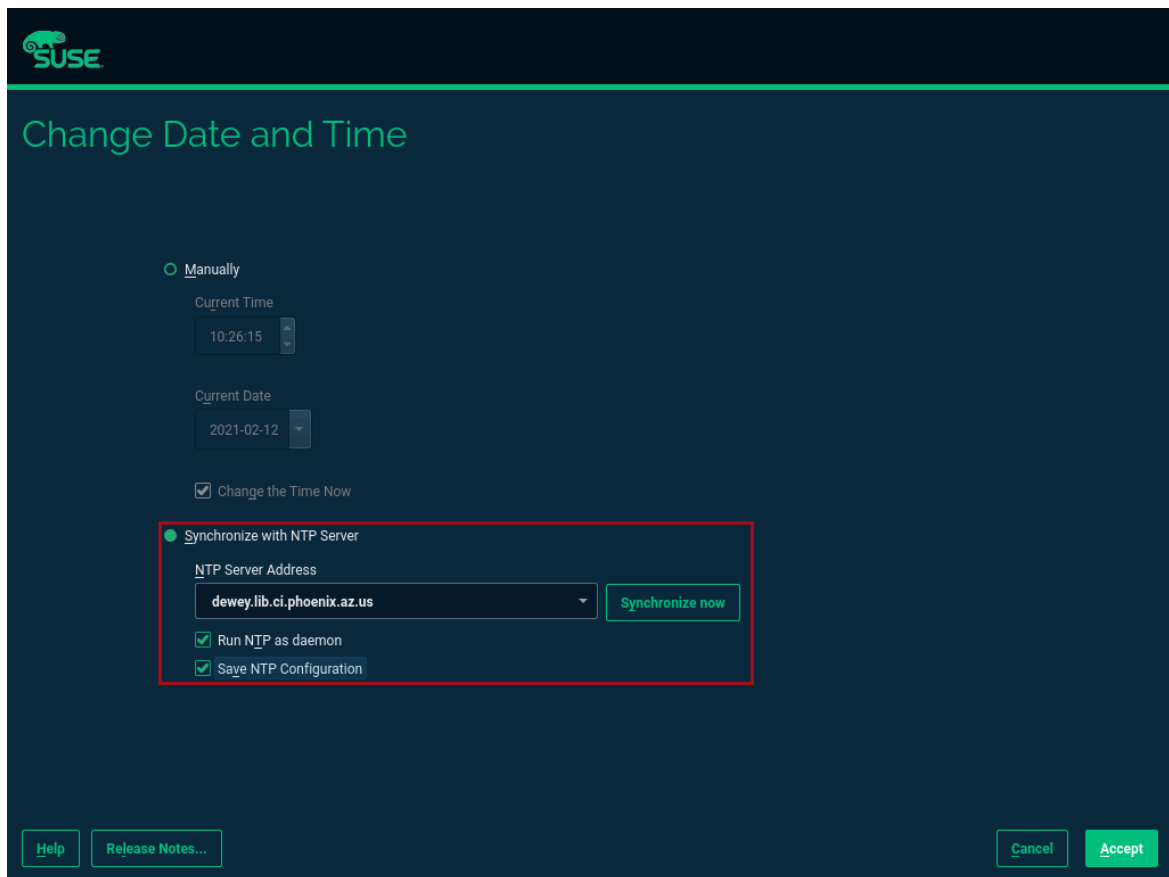 SUSE
Change Date and Time
Manually
Current Time
10:26:15
Current Date
2021-02-12
Change the Time Now
Synchronize with NTP Server
NTP Server Address
dewey.lib.ci.phoenix.az.us
Synchronize now
Run NTP as daemon
Save NTP Configuration
Help Release Notes... Cancel Accept